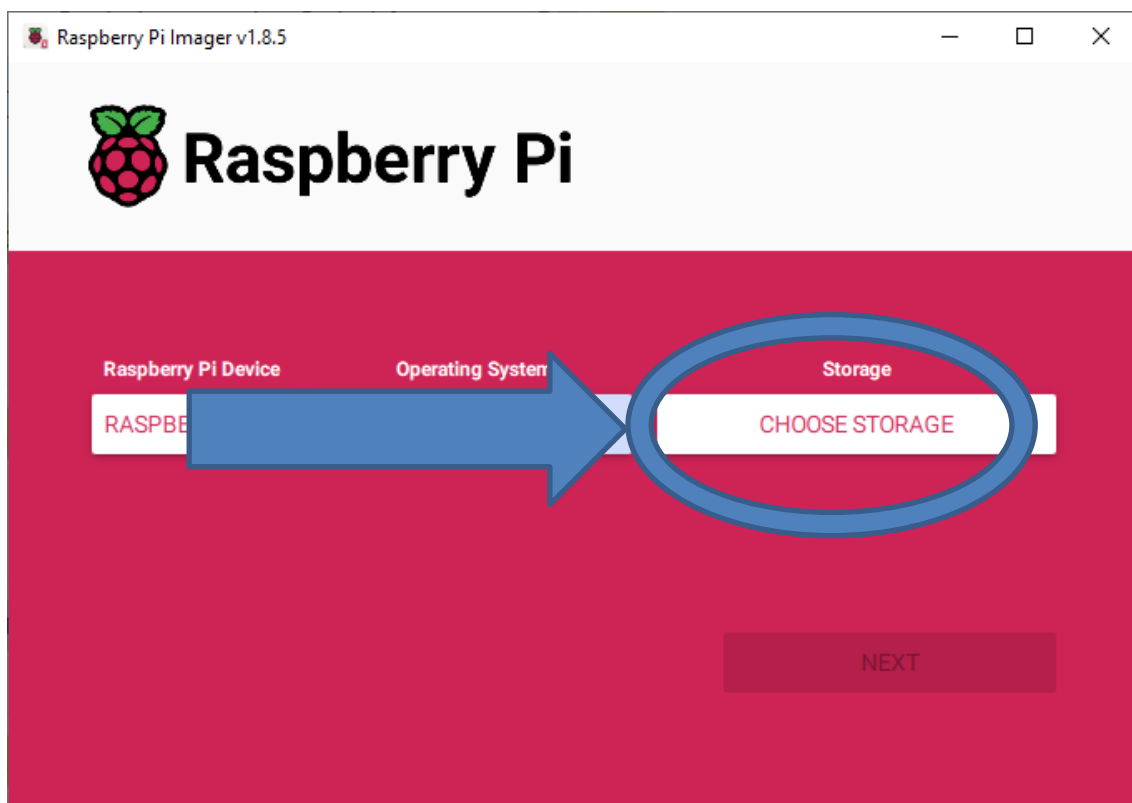 Raspberry Pi Imager v1.8.5
Raspberry Pi
Raspberry Pi Device Operating System Storage
CHOOSE STORAGE
NEXT